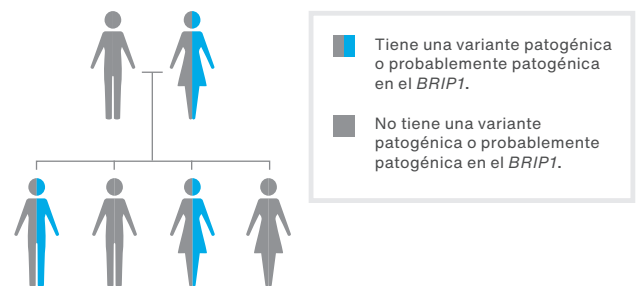 Tiene una variante patogénica
o probablemente patogénica
en el BRIP1.
No tiene una variante
patogénica o probablemente
patogénica en el BRIP1.